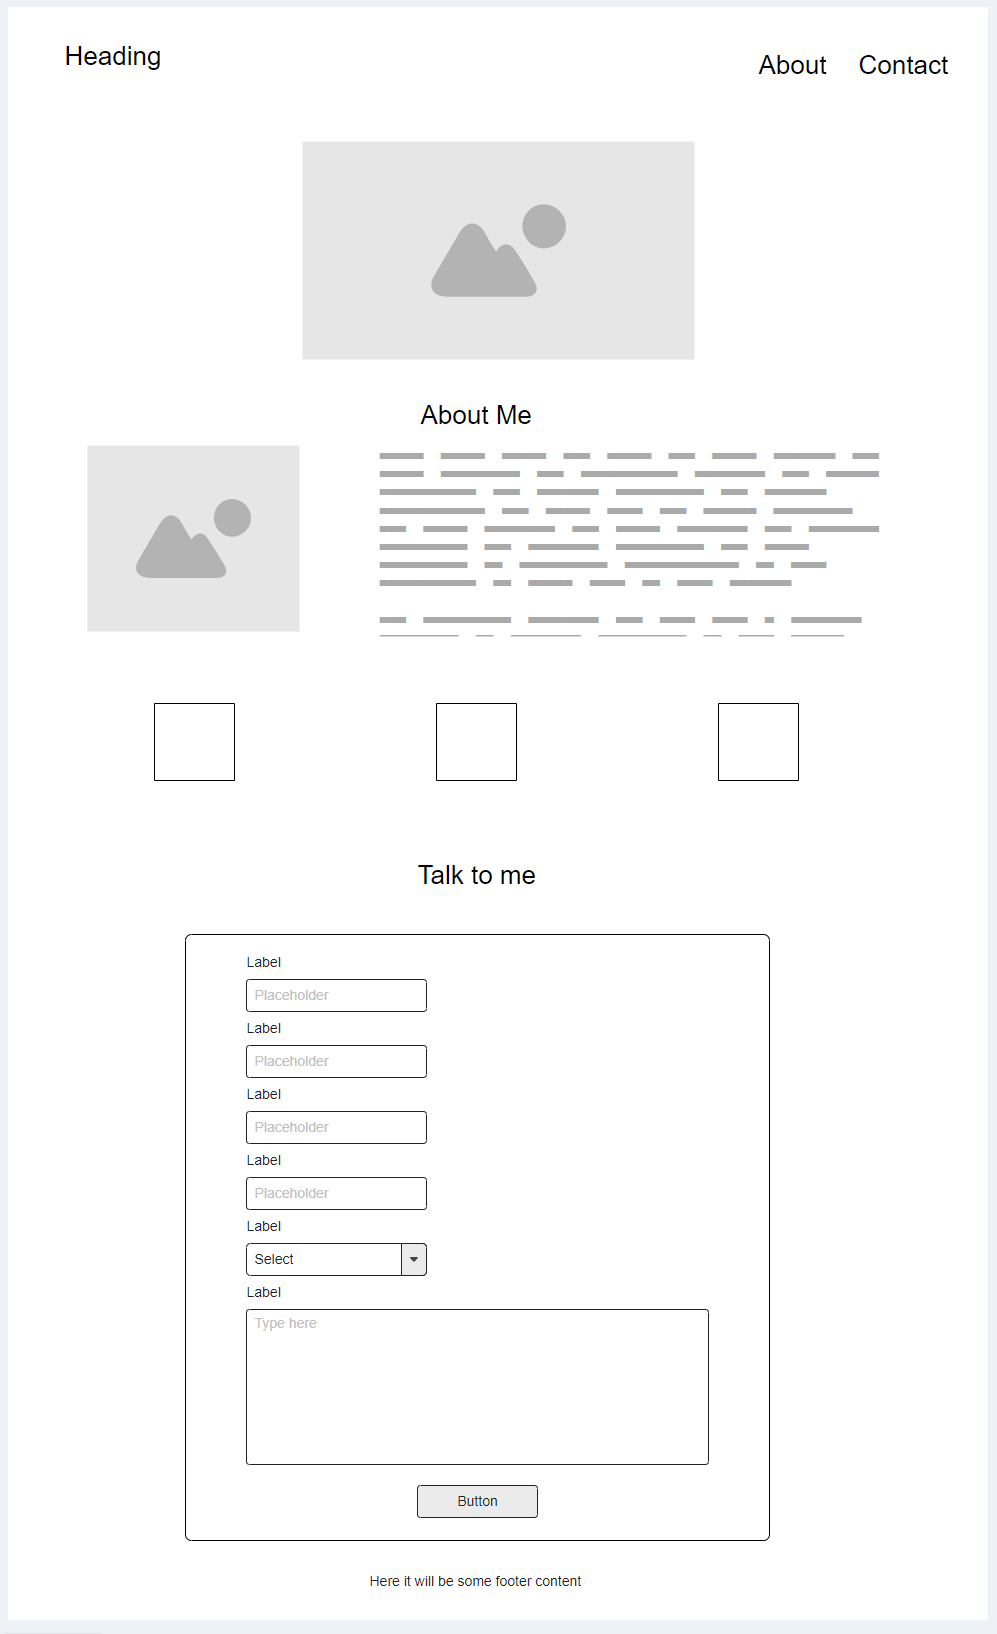 Heading
About Contact
About Me
Talk to me
Label
Placeholder
Label
Placeholder
Label
Placeholder
Label
Placeholder
Label
Select
Label
Type here
Button
Here it will be some footer content